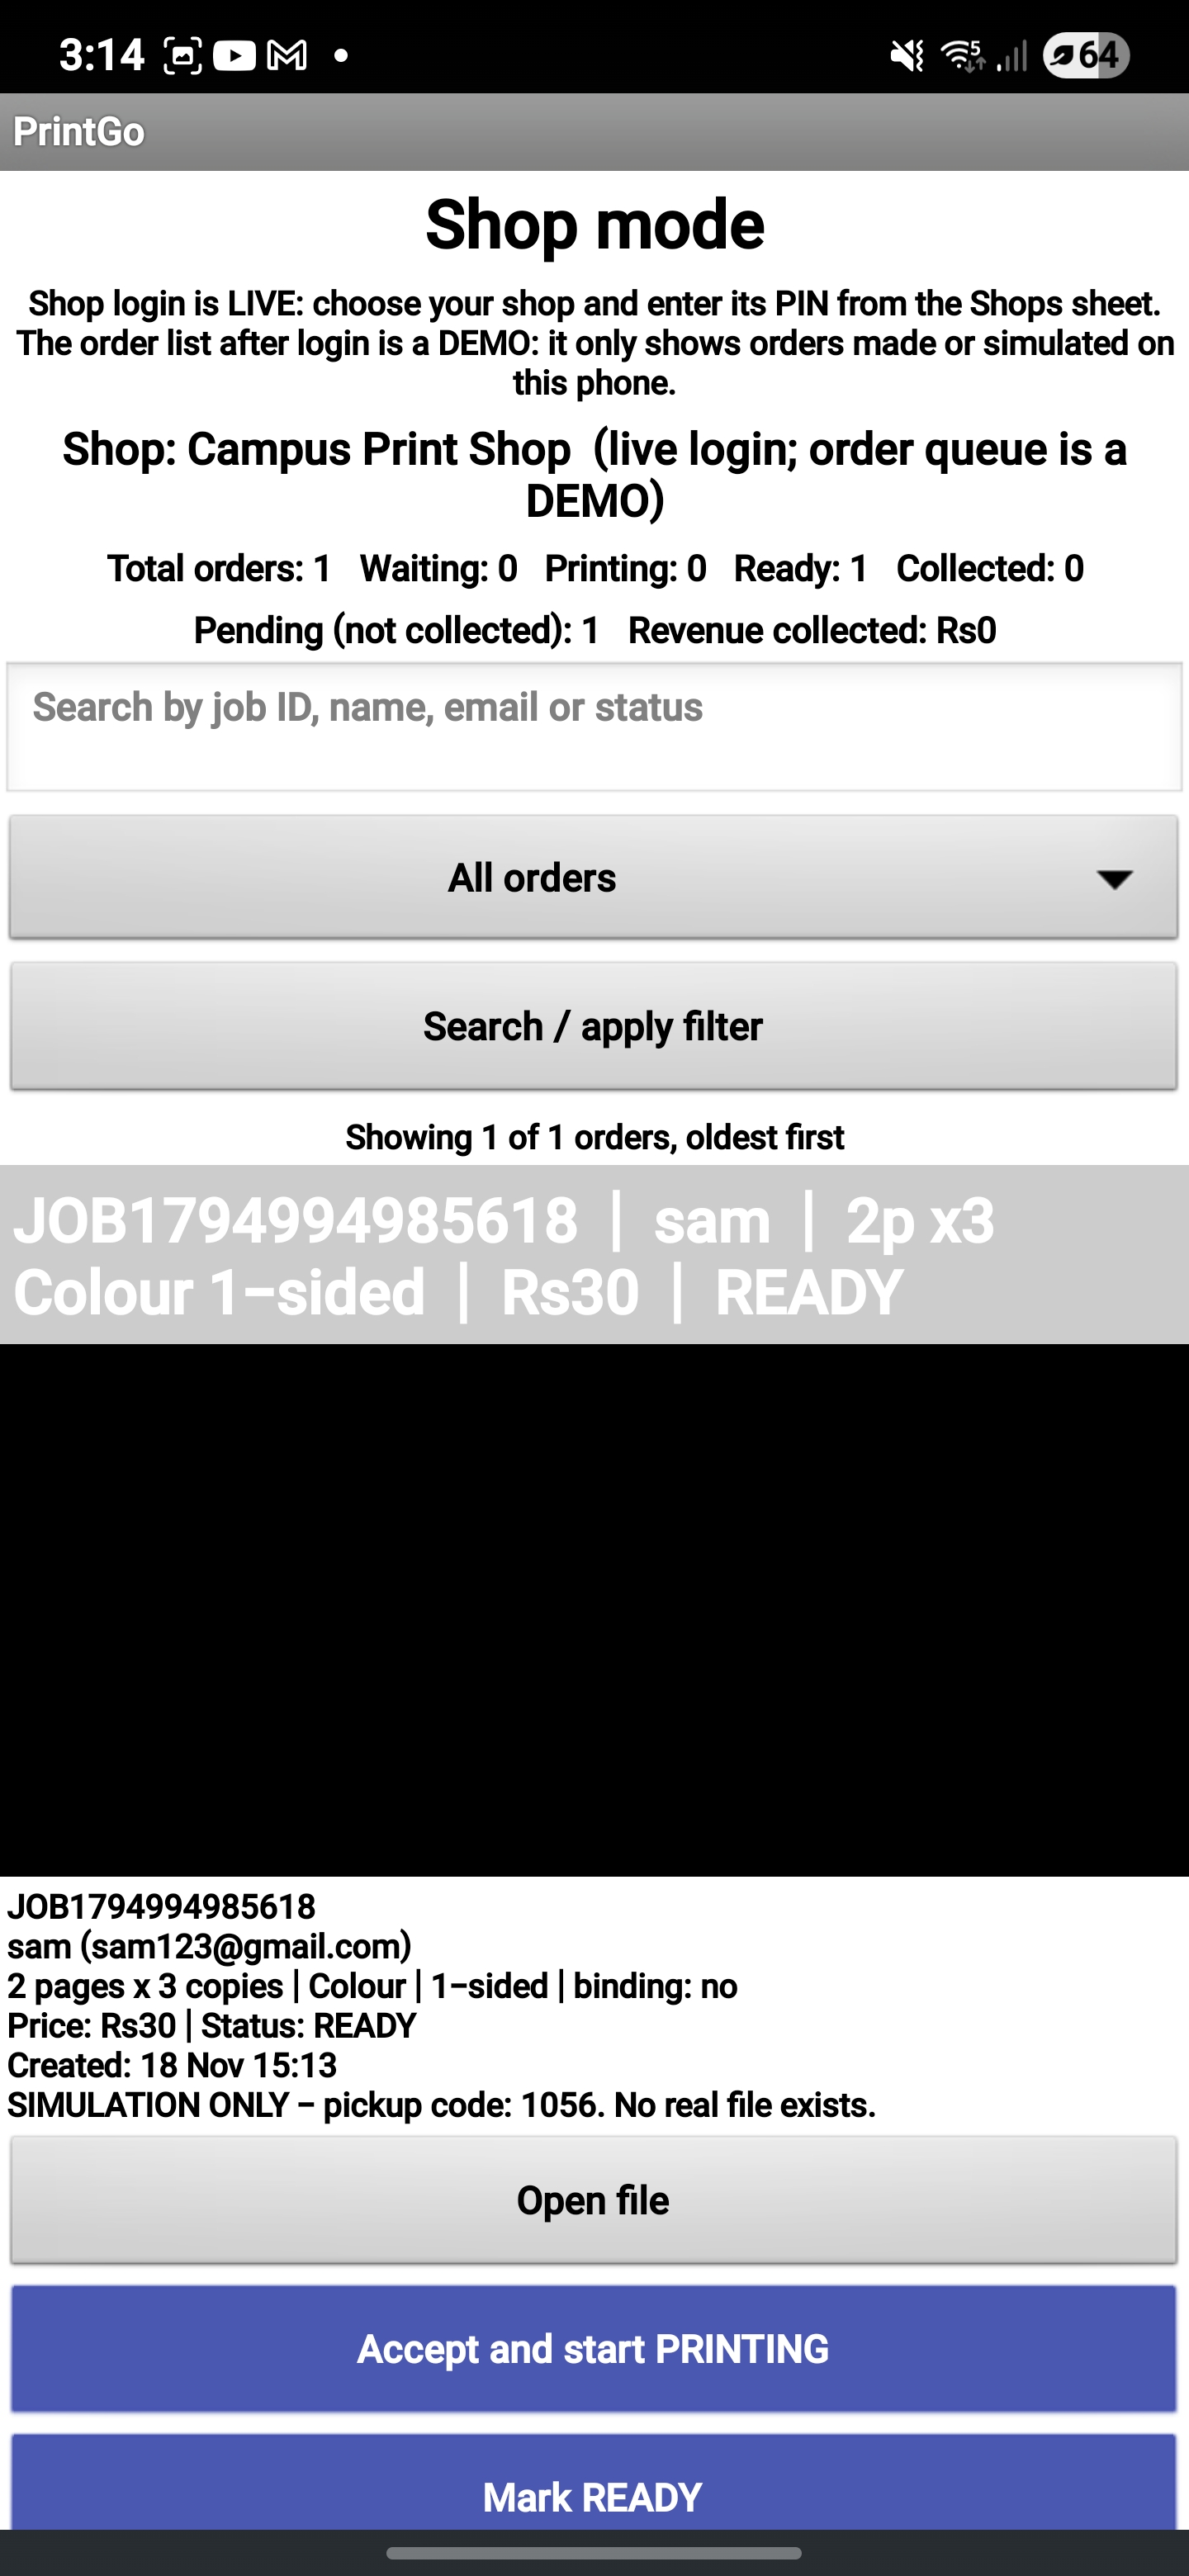 3:14
5
64
PrintGo
Shop mode
Shop login is LIVE: choose your shop and enter its PIN from the Shops sheet.
The order list after login is a DEMO: it only shows orders made or simulated on
this phone.
Shop: Campus Print Shop (live login; order queue is a
DEMO)
Total orders: 1 Waiting: 0 Printing: 0 Ready: 1 Collected: 0
Pending (not collected): 1 Revenue collected: Rs0
Search by job ID, name, email or status
All orders
Search / apply filter
Showing 1 of 1 orders, oldest first
JOB1794994985618 | sam | 2p x3
Colour 1-sided | Rs30 | READY
JOB1794994985618
sam (sam123@gmail.com)
2 pages x 3 copies | Colour | 1-sided | binding: no
Price: Rs30 | Status: READY
Created: 18 Nov 15:13
SIMULATION ONLY - pickup code: 1056. No real file exists.
Open file
Accept and start PRINTING
Mark READY